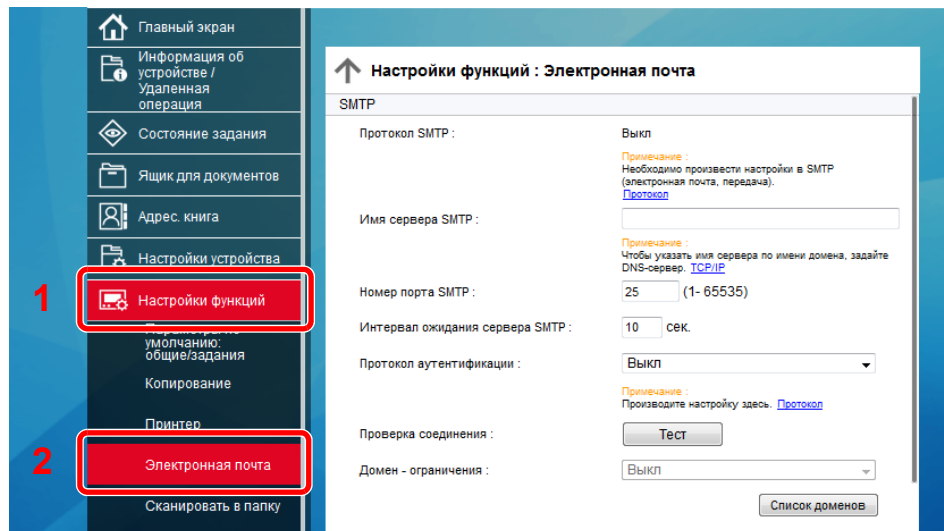 Главный экран
Информация об
устройстве /
Удаленная
операция
Состояние задания
Ящик для документов
Адрес. книга
Настройки устройства
1
Настройки функций
умолчанию:
общие/задания
Копирование
Принтер
2
Электронная почта
Сканировать в папку
Настройки функций : Электронная почта
SMTP
Протокол SMTP :
Выкл
Примечание :
Необходимо произвести настройки в SMTP
(электронная почта, передача).
Протокол
Имя сервера SMTP :
Примечание :
Чтобы указать имя сервера по имени домена, задайте
DNS-сервер. TCP/IP
Номер порта SMTP :
25 (1- 65535)
Интервал ожидания сервера SMTP :
10 сек.
Протокол аутентификации :
Выкл
Примечание :
Производите настройку здесь. Протокол
Проверка соединения :
Тест
Домен - ограничения :
Выкл
Список доменов